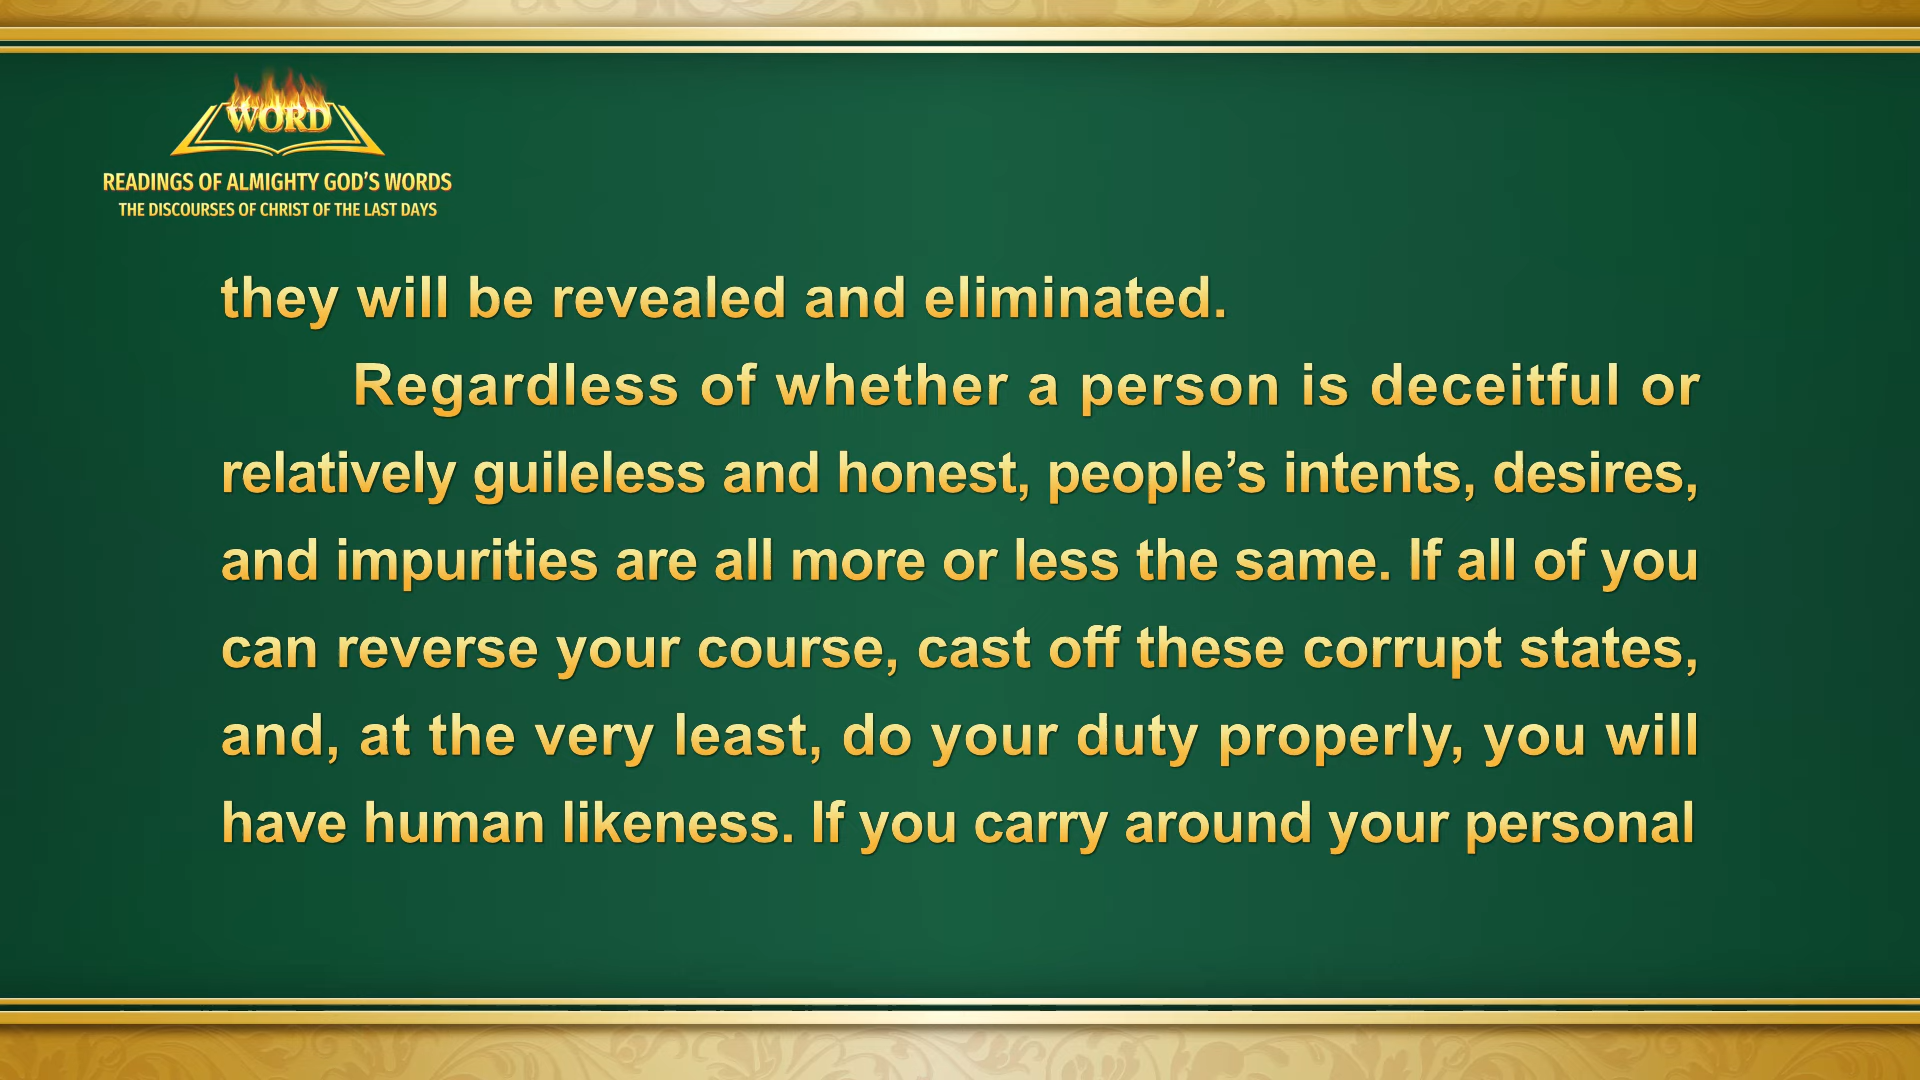 WORD
READINGS OF ALMIGHTY GOD’S WORDS
THE DISCOURSES OF CHRIST OF THE LAST DAYS
they will be revealed and eliminated.
Regardless of whether a person is deceitful or
relatively guileless and honest, people’s intents, desires,
and impurities are all more or less the same. If all of you
can reverse your course, cast off these corrupt states,
and, at the very least, do your duty properly, you will
have human likeness. If you carry around your personal